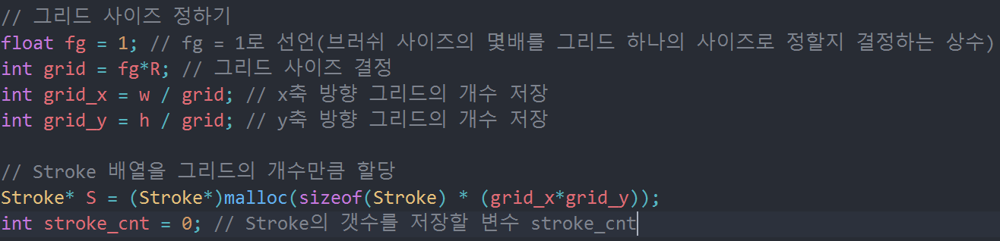 // 그리드 사이즈 정하기
float fg = 1; // fg = 1로 선언(브러쉬 사이즈의 몇배를 그리드 하나의 사이즈로 정할지 결정하는 상수)
int grid = fg*R; // 그리드 사이즈 결정
int grid_x = w / grid; // x축 방향 그리드의 개수 저장
int grid_y = h / grid; // y축 방향 그리드의 개수 저장
// Stroke 배열을 그리드의 개수만큼 할당
Stroke* S = (Stroke*)malloc(sizeof(Stroke) * (grid_x*grid_y));
int stroke_cnt = 0; // Stroke의 갯수를 저장할 변수 stroke_cnt